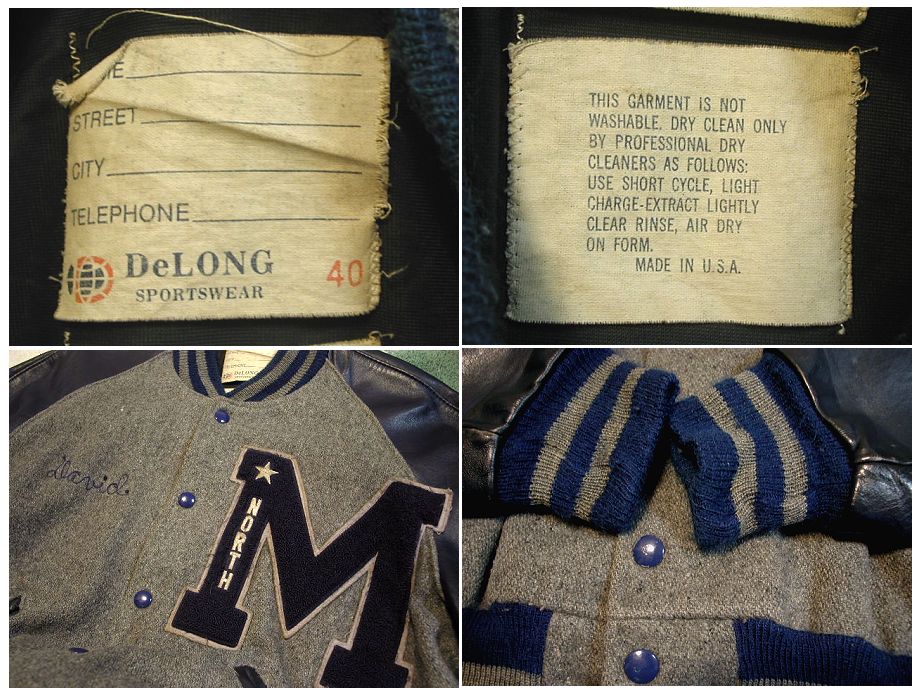 STREET
CITY
TELEPHONE
DeLONG
SPORTSWEAR
40
THIS GARMENT IS NOT
WASHABLE. DRY CLEAN ONLY
BY PROFESSIONAL DRY
CLEANERS AS FOLLOWS:
USE SHORT CYCLE, LIGHT
CHARGE-EXTRACT LIGHTLY
CLEAR RINSE, AIR DRY
ON FORM.
MADE IN U.S.A.
DeLONG
David
M
NORTH